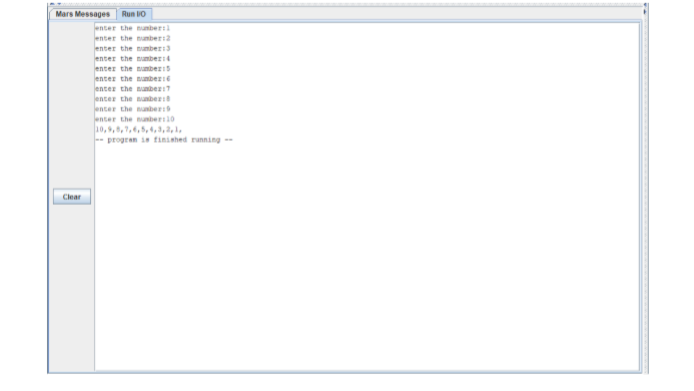 Mars Messages Run I/O
enter the number:1
enter the number:2
enter the number:3
enter the number:4
enter the number:5
enter the number:6
enter the number:7
enter the number:8
enter the number:9
enter the number:10
10,9,8,7,6,5,4,3,2,1,
-- program is finished running --
Clear